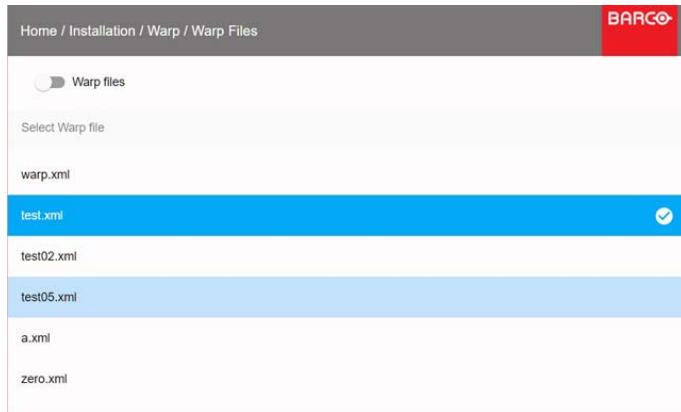 Home / Installation / Warp / Warp Files
BARCO
Warp files
Select Warp file
warp.xml
test.xml
test02.xml
test05.xml
a.xml
zero.xml